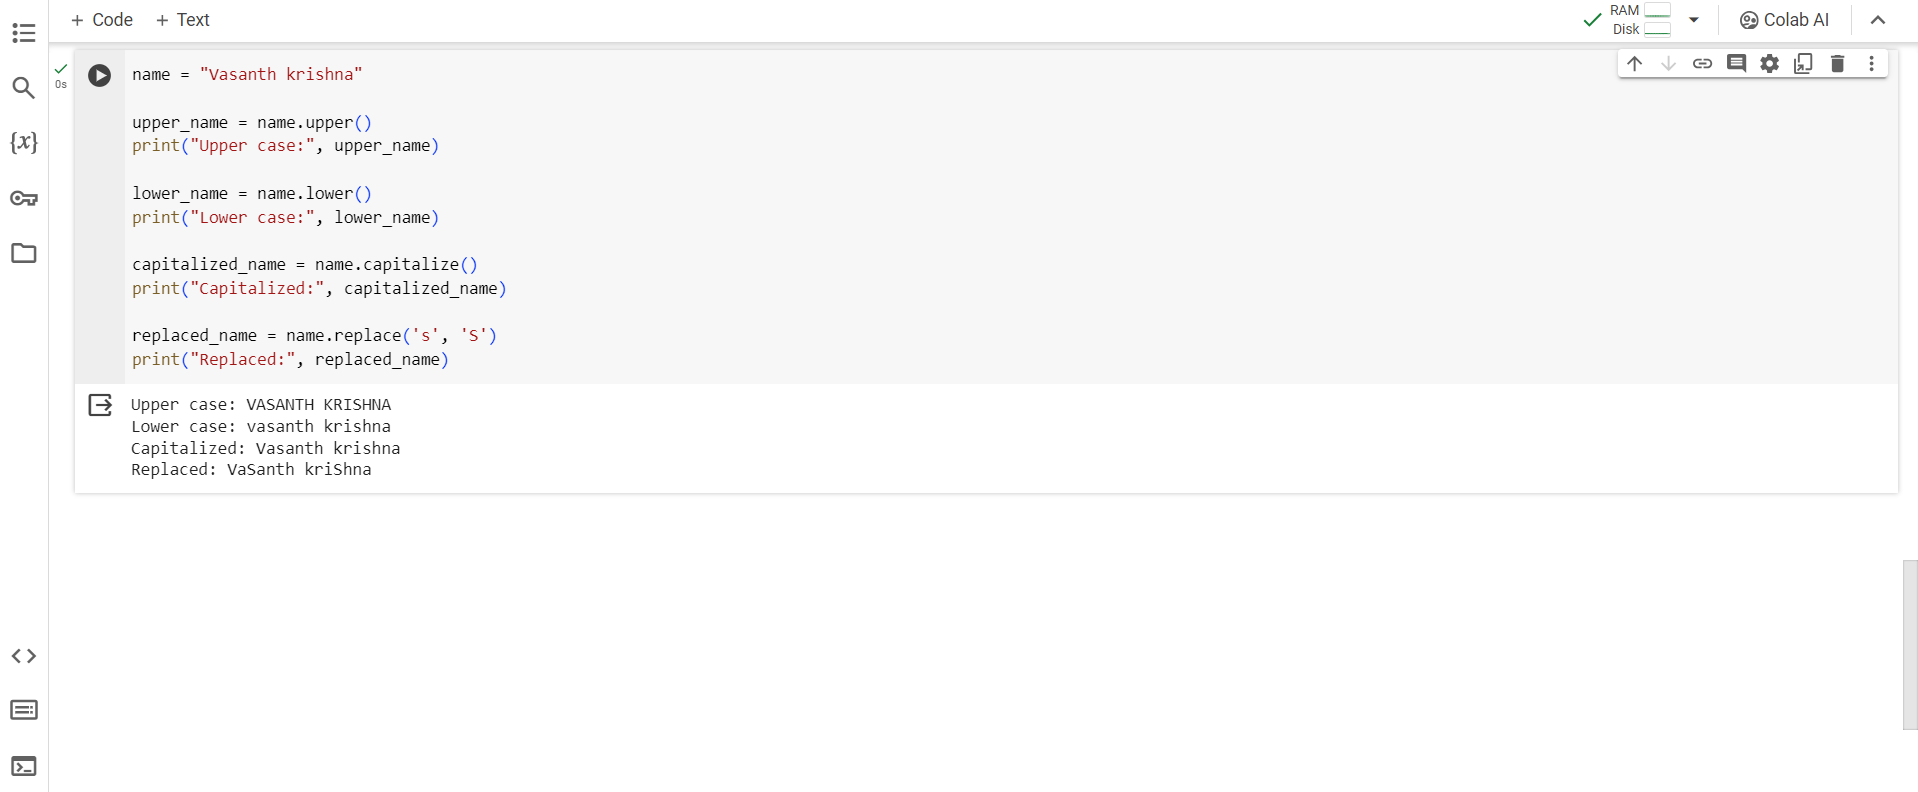 + Code + Text
RAM
Disk
Colab AI
{x}
0s
name = "Vasanth krishna"
upper_name = name.upper()
print("Upper case:", upper_name)
lower_name = name.lower()
print("Lower case:", lower_name)
capitalized_name = name.capitalize()
print("Capitalized:", capitalized_name)
replaced_name = name.replace('s', 'S')
print("Replaced:", replaced_name)
Upper case: VASANTH KRISHNA
Lower case: vasanth krishna
Capitalized: Vasanth krishna
Replaced: VaSanth kriShna